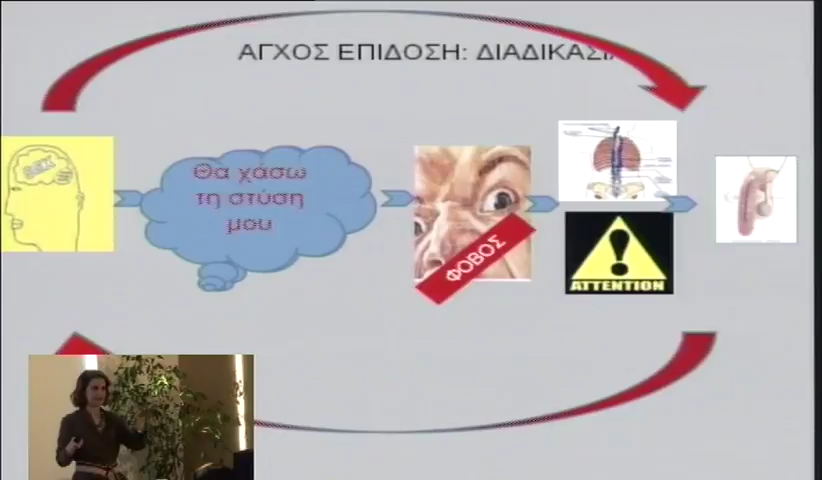 ΑΓΧΟΣ ΕΠΙΔΟΣΗ: ΔΙΑΔΙΚΑΣΙ
Θα χάσω
τη στύση
μου
ΦΟΒΟΣ
ATTENTION